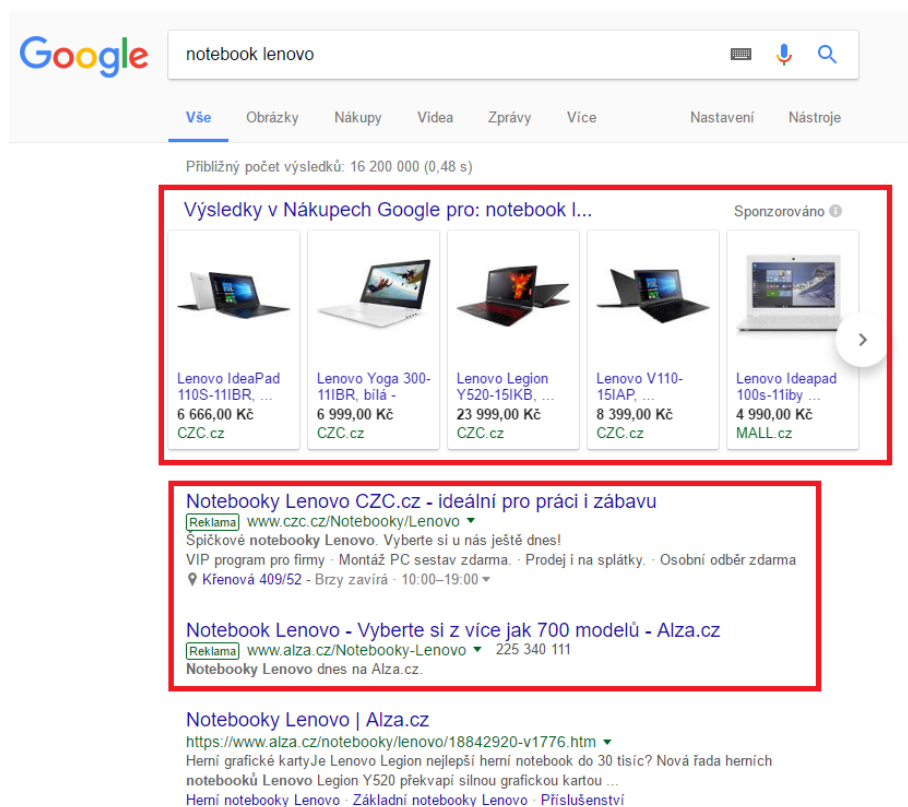 Google
notebook lenovo
Vše Obrázky Nákupy Videa Zprávy Více Nastavení Nástroje
Přibližný počet výsledků: 16 200 000 (0,48 s)
Výsledky v Nákupech Google pro: notebook l...
Sponzorováno
Lenovo IdeaPad
110S-11IBR, ...
6 666,00 Kč
CZC.cz
Lenovo Yoga 300-
11IBR, bílá -
6 999,00 Kč
CZC.cz
Lenovo Legion
Y520-15IKB, ...
23 999,00 Kč
CZC.cz
Lenovo V110-
15IAP, ...
8 399,00 Kč
CZC.cz
Lenovo Ideapad
100s-11iby ...
4 990,00 Kč
MALL.cz
Notebooky Lenovo CZC.cz - ideální pro práci i zábavu
Reklama www.czc.cz/Notebooky/Lenovo
Špičkové notebooky Lenovo. Vyberte si u nás ještě dnes!
VIP program pro firmy · Montáž PC sestav zdarma. · Prodej i na splátky. · Osobní odběr zdarma
Křenová 409/52 - Brzy zavírá · 10:00–19:00
Notebook Lenovo - Vyberte si z více jak 700 modelů - Alza.cz
Reklama www.alza.cz/Notebooky-Lenovo 225 340 111
Notebooky Lenovo dnes na Alza.cz.
Notebooky Lenovo | Alza.cz
https://www.alza.cz/notebooky/lenovo/18842920-v1776.htm
Herní grafické kartyJe Lenovo Legion nejlepší herní notebook do 30 tisíc? Nová řada herních
notebooků Lenovo Legion Y520 překvapí silnou grafickou kartou ...
Herní notebooky Lenovo · Základní notebooky Lenovo · Příslušenství